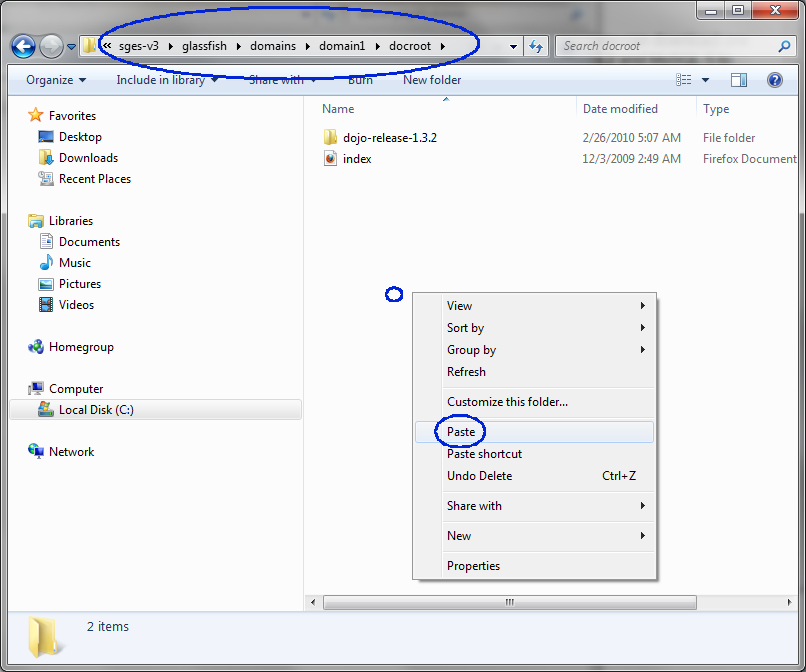 « sges-v3 ▸ glassfish ▸ domains ▸ domain1 ▸ docroot ▸ Search docroot
Organize Include in library Share with Burn New folder
Favorites
Desktop
Downloads
Recent Places
Libraries
Documents
Music
Pictures
Videos
Homegroup
Computer
Local Disk (C:)
Network
Name Date modified Type
dojo-release-1.3.2 2/26/2010 5:07 AM File folder
index 12/3/2009 2:49 AM Firefox Document
View
Sort by
Group by
Refresh
Customize this folder...
Paste
Paste shortcut
Undo Delete Ctrl+Z
Share with
New
Properties
2 items